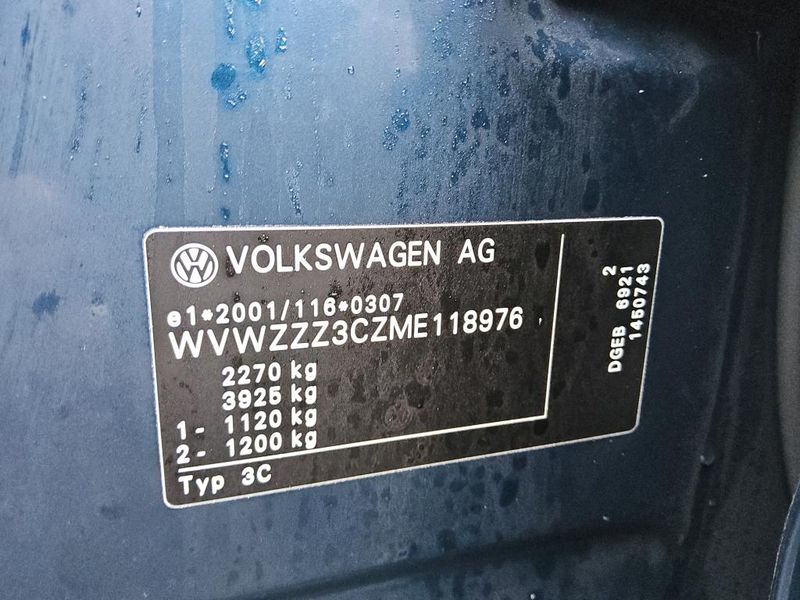 VOLKSWAGEN AG
e1*2001/116*0307
WVWZZZ3CZME118976
2270 kg
3925 kg
1- 1120 kg
2- 1200 kg
Typ 3C
2
DGEB 6921
1450743